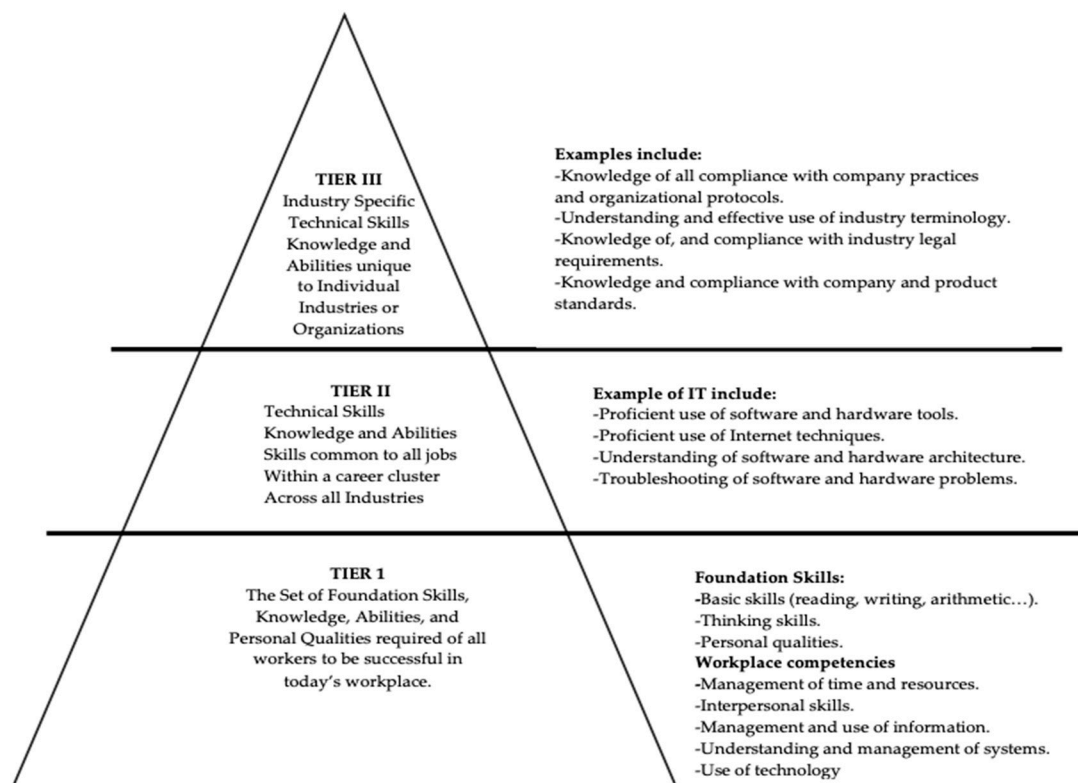 TIER III
Industry Specific
Technical Skills
Knowledge and
Abilities unique
to Individual
Industries or
Organizations
Examples include:
-Knowledge of all compliance with company practices
and organizational protocols.
-Understanding and effective use of industry terminology.
-Knowledge of, and compliance with industry legal
requirements.
-Knowledge and compliance with company and product
standards.
TIER II
Technical Skills
Knowledge and Abilities
Skills common to all jobs
Within a career cluster
Across all Industries
Example of IT include:
-Proficient use of software and hardware tools.
-Proficient use of Internet techniques.
-Understanding of software and hardware architecture.
-Troubleshooting of software and hardware problems.
TIER 1
The Set of Foundation Skills,
Knowledge, Abilities, and
Personal Qualities required of all
workers to be successful in
today's workplace.
Foundation Skills:
-Basic skills (reading, writing, arithmetic…).
-Thinking skills.
-Personal qualities.
Workplace competencies
-Management of time and resources.
-Interpersonal skills.
-Management and use of information.
-Understanding and management of systems.
-Use of technology